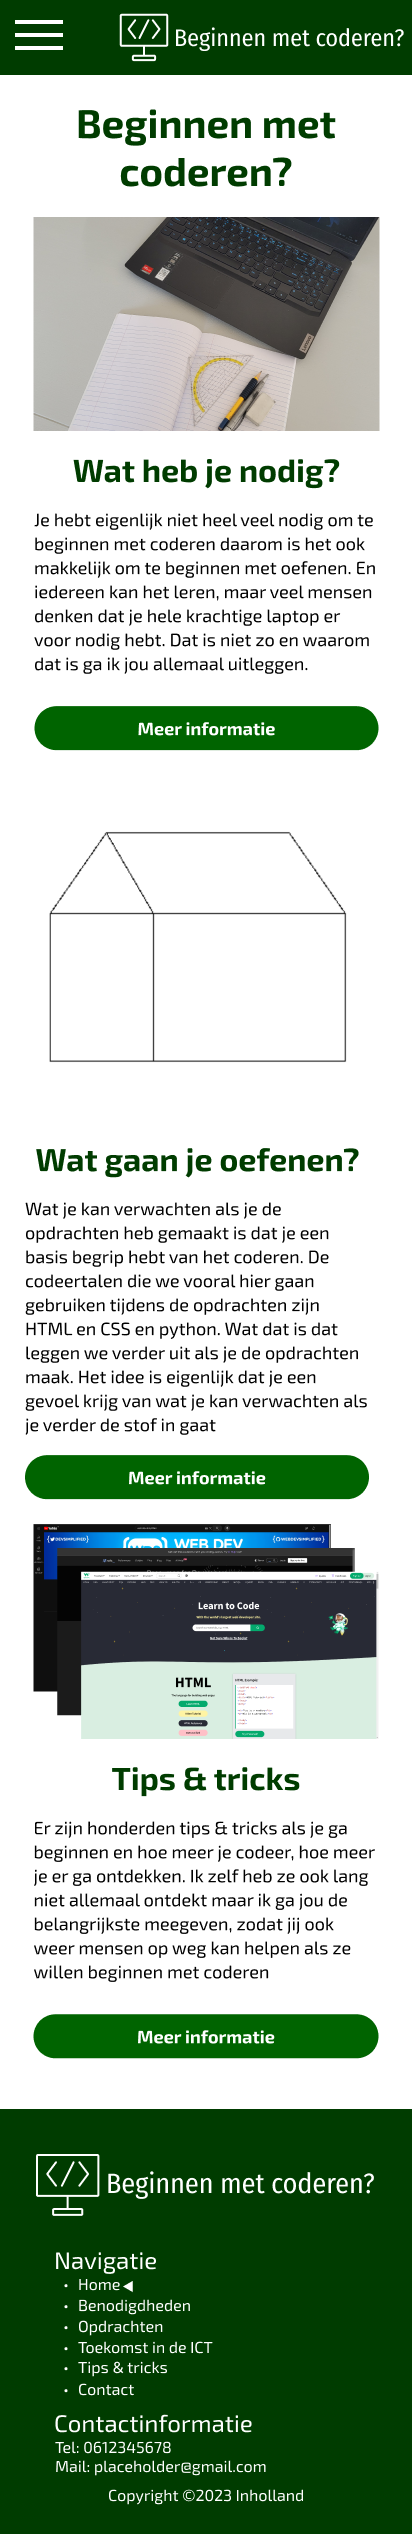 Beginnen met coderen?
Beginnen met
coderen?
Lenovo
Wat heb je nodig?
Je hebt eigenlijk niet heel veel nodig om te
beginnen met coderen daarom is het ook
makkelijk om te beginnen met oefenen. En
iedereen kan het leren, maar veel mensen
denken dat je hele krachtige laptop er
voor nodig hebt. Dat is niet zo en waarom
dat is ga ik jou allemaal uitleggen.
Meer informatie
Wat gaan je oefenen?
Wat je kan verwachten als je de
opdrachten heb gemaakt is dat je een
basis begrip hebt van het coderen. De
codeertalen die we vooral hier gaan
gebruiken tijdens de opdrachten zijn
HTML en CSS en python. Wat dat is dat
leggen we verder uit als je de opdrachten
maak. Het idee is eigenlijk dat je een
gevoel krijg van wat je kan verwachten als
je verder de stof in gaat
Meer informatie
WEB DEV
Learn to Code
HTML
Tips & tricks
Er zijn honderden tips & tricks als je ga
beginnen en hoe meer je codeer, hoe meer
je er ga ontdekken. Ik zelf heb ze ook lang
niet allemaal ontdekt maar ik ga jou de
belangrijkste meegeven, zodat jij ook
weer mensen op weg kan helpen als ze
willen beginnen met coderen
Meer informatie
Beginnen met coderen?
Navigatie
• Home
• Benodigdheden
• Opdrachten
• Toekomst in de ICT
• Tips & tricks
• Contact
Contactinformatie
Tel: 0612345678
Mail: placeholder@gmail.com
Copyright ©2023 Inholland